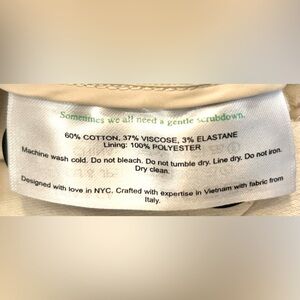 Sometimes we all need a gentle scrubdown.
60% COTTON, 37% VISCOSE, 3% ELASTANE
Lining: 100% POLYESTER
Machine wash cold. Do not bleach. Do not tumble dry. Line dry. Do not iron.
Dry clean.
Designed with love in NYC. Crafted with expertise in Vietnam with fabric from
Italy.